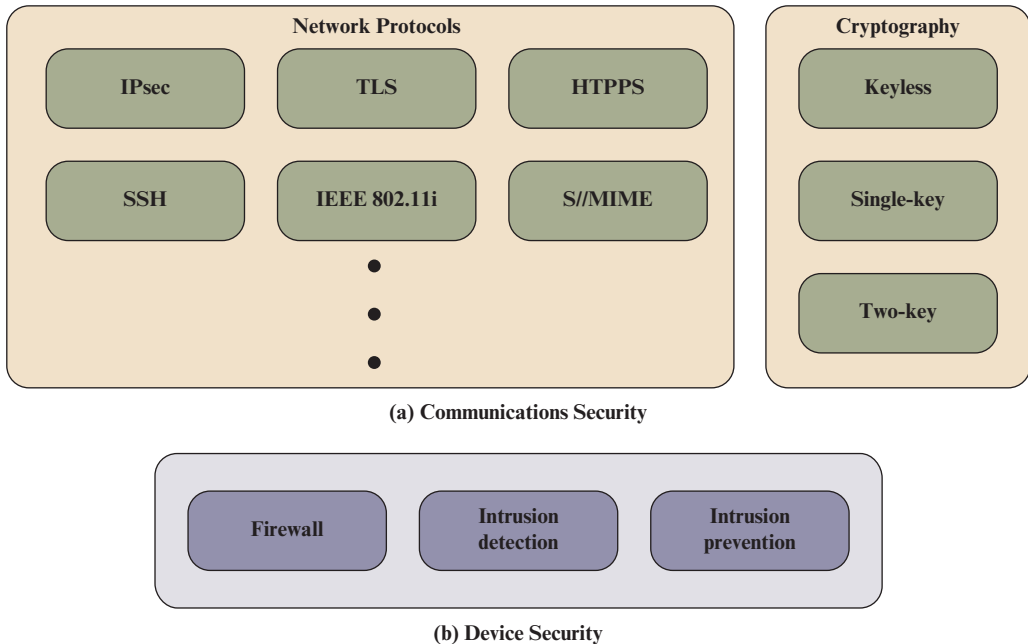 Network Protocols
Cryptography
IPsec
TLS
HTPPS
Keyless
SSH
IEEE 802.11i
S//MIME
Single-key
Two-key
(a) Communications Security
Firewall
Intrusion
detection
Intrusion
prevention
(b) Device Security